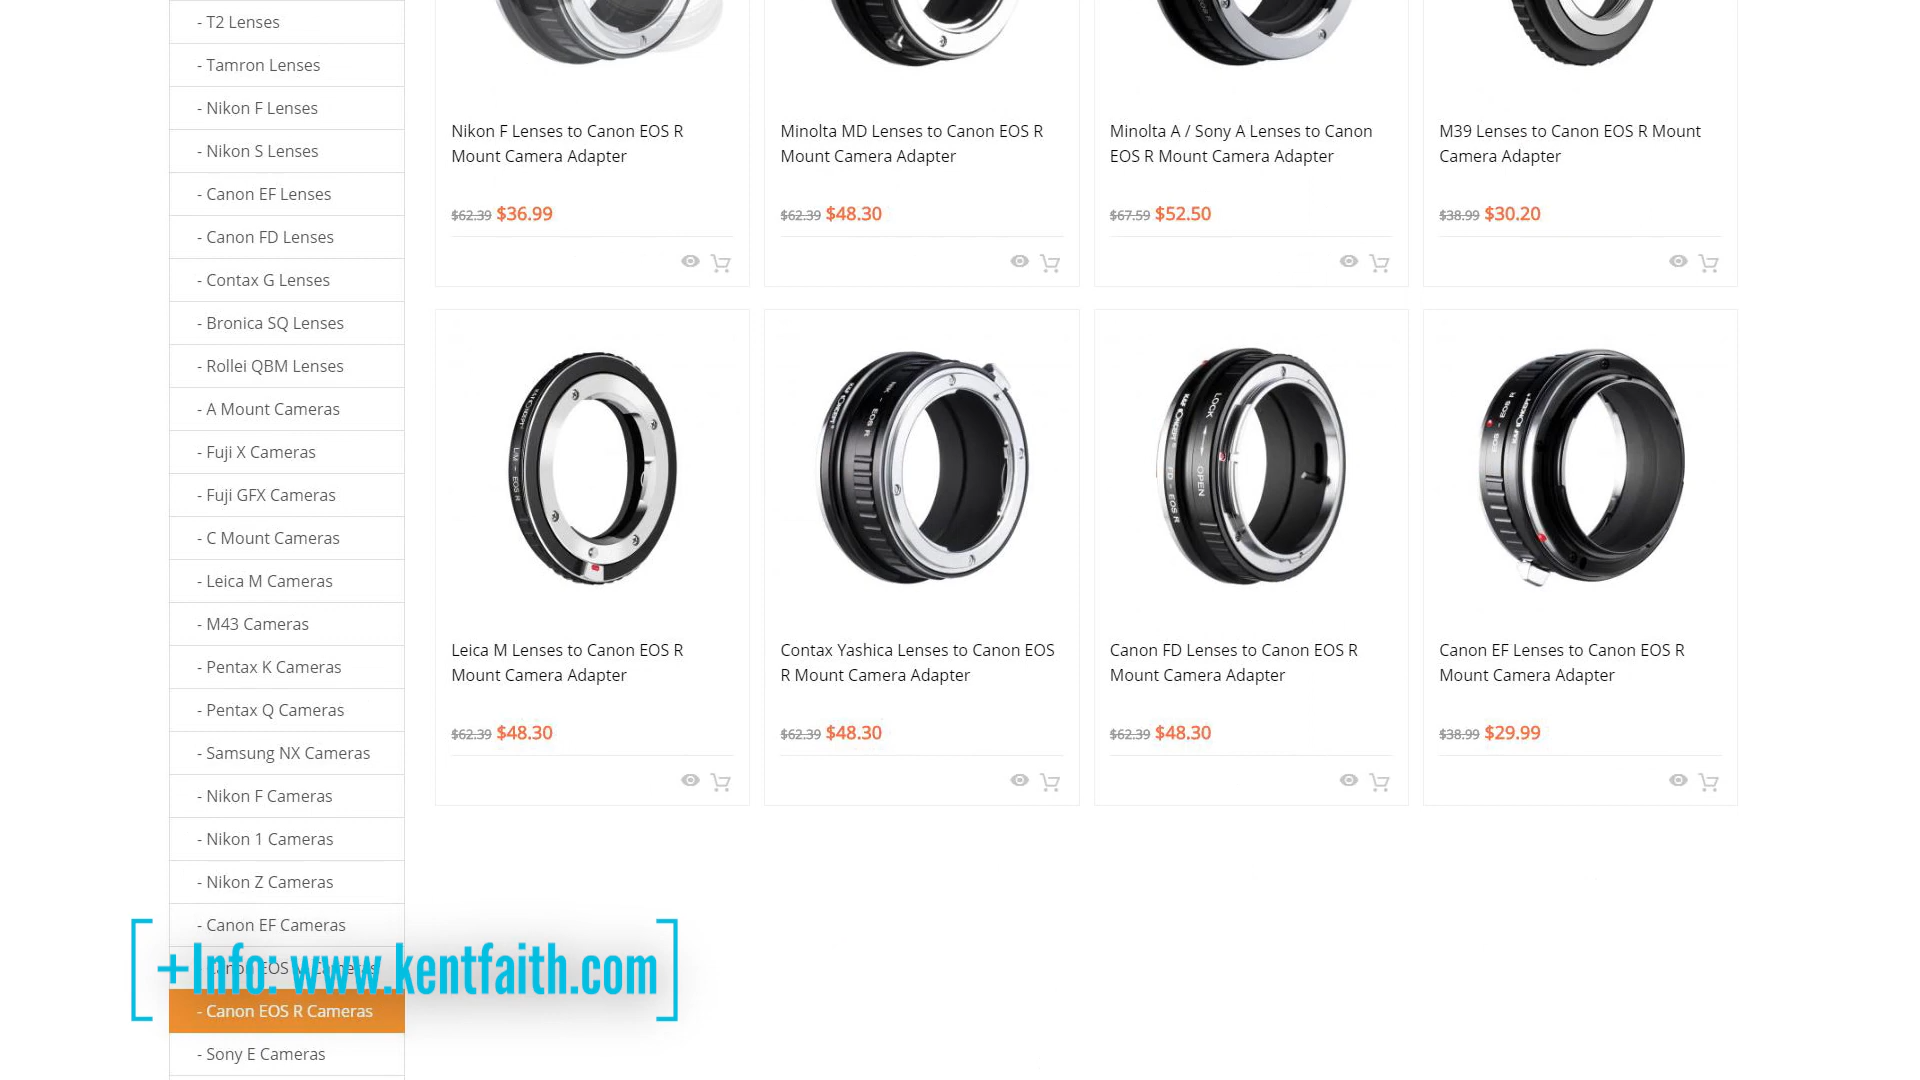 - T2 Lenses
- Tamron Lenses
- Nikon F Lenses
- Nikon S Lenses
- Canon EF Lenses
- Canon FD Lenses
- Contax G Lenses
- Bronica SQ Lenses
- Rollei QBM Lenses
- A Mount Cameras
- Fuji X Cameras
- Fuji GFX Cameras
- C Mount Cameras
- Leica M Cameras
- M43 Cameras
- Pentax K Cameras
- Pentax Q Cameras
- Samsung NX Cameras
- Nikon F Cameras
- Nikon 1 Cameras
- Nikon Z Cameras
- Canon EF Cameras
- Canon EOS R Cameras
- Sony E Cameras
Nikon F Lenses to Canon EOS R
Mount Camera Adapter
$62.39 $36.99
Minolta MD Lenses to Canon EOS R
Mount Camera Adapter
$62.39 $48.30
Minolta A / Sony A Lenses to Canon
EOS R Mount Camera Adapter
$67.59 $52.50
M39 Lenses to Canon EOS R Mount
Camera Adapter
$38.99 $30.20
L/M - EOS R
EOS R
LOCK
OPEN
FD - EOS R
EOS - EOS R
Leica M Lenses to Canon EOS R
Mount Camera Adapter
$62.39 $48.30
Contax Yashica Lenses to Canon EOS
R Mount Camera Adapter
$62.39 $48.30
Canon FD Lenses to Canon EOS R
Mount Camera Adapter
$62.39 $48.30
Canon EF Lenses to Canon EOS R
Mount Camera Adapter
$38.99 $29.99
+Info: www.kentfaith.com